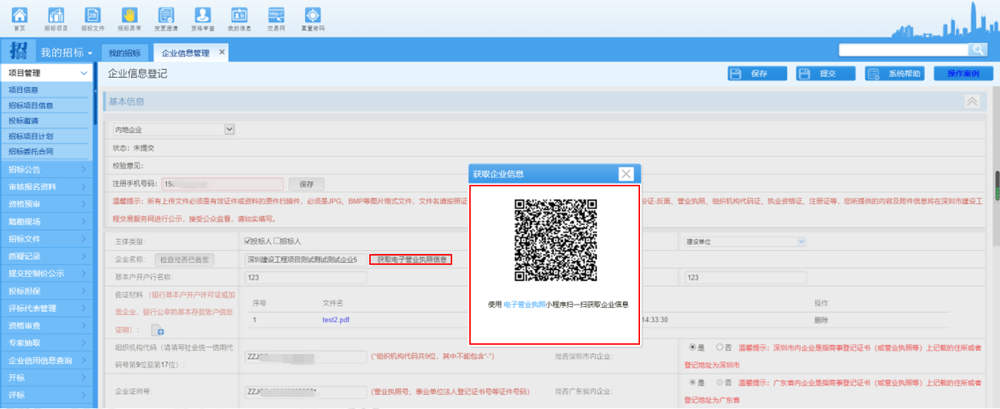 首页 招标项目 招标文件 招标异常 变更澄清 资格审查 我的信息 交易网 重置密码
招 我的招标 我的招标 企业信息管理
项目管理
项目信息
招标项目信息
投标邀请
招标项目计划
招标委托合同
招标公告
审核报名资料
资格预审
踏勘现场
招标文件
质疑记录
提交控制价公示
投标担保
评标代表管理
资格审查
专家抽取
企业信用信息查询
开标
评标
企业信息登记 保存 提交 系统帮助 操作案例
基本信息
内地企业
状态：未提交
校验意见：
注册手机号码： 保存
温馨提示：所有上传文件必须是有效证件或资料的原件扫描件，必须是JPG、BMP等图片格式文件，文件名请按照证
份证-反面、营业执照、组织机构代码证、执业资格证、注册证等，您所提供的内容及附件信息将在深圳市建设工
程交易服务网进行公示，接受公众监督，请如实填写。
主体类型： 投标人 招标人 建设单位
企业名称： 检查是否已备案 深圳建设工程项目测试测试测试企业5 获取电子营业执照信息
基本户开户行名称： 123 123
佐证材料（银行基本户开户许可证或加
盖企业、银行公章的基本存款账户信息
证明）：
序号 文件名 操作
1 test2.pdf 14:33:30 删除
组织机构代码（请填写社会统一信用代
码号第9位至第17位）：
ZZJ ("组织机构代码共9位，其中不能包含"-") 是否深圳市内企业：
是 否 温馨提示：深圳市内企业是指商事登记证书（或营业执照等）上记载的住所或者
登记地址为深圳市
企业证照号： ZZJ (营业执照号、事业单位法人登记证书号等证件号码) 是否广东省内企业：
是 否 温馨提示：广东省内企业是指商事登记证书（或营业执照等）上记载的住所或者
登记地址为广东省
获取企业信息
使用 电子营业执照小程序扫一扫获取企业信息